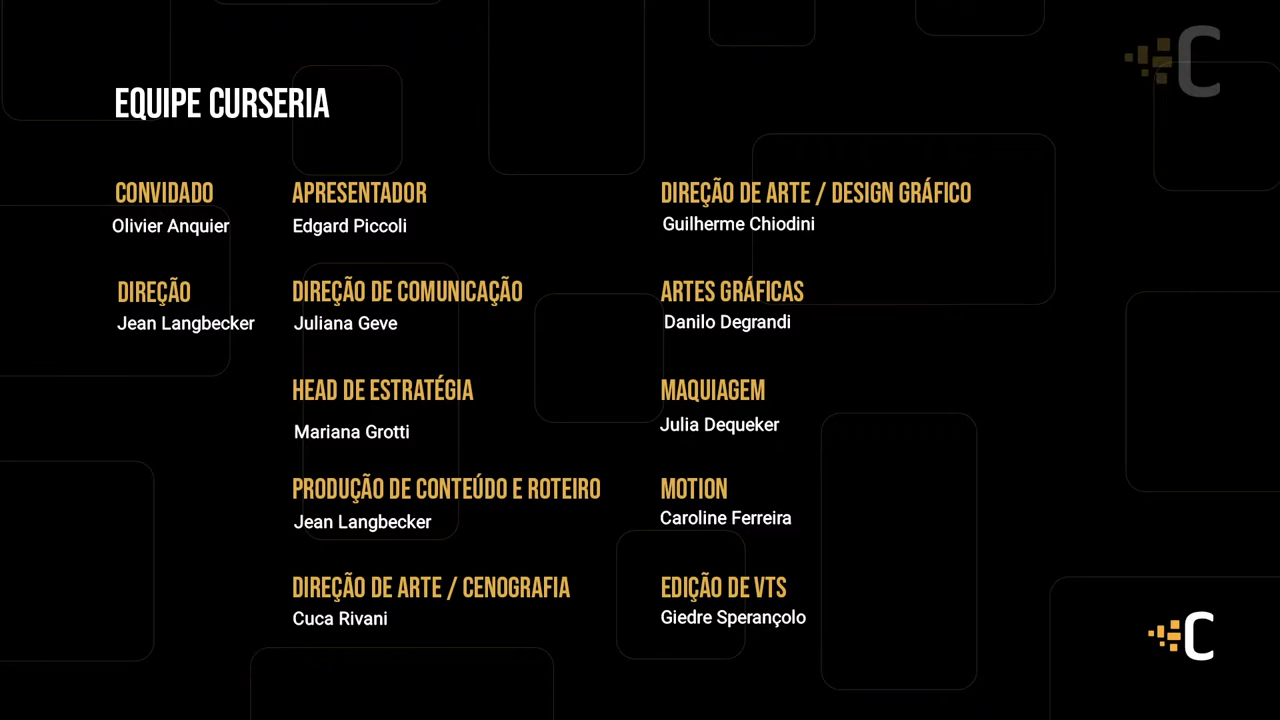 EQUIPE CURSERIA
CONVIDADO
Olivier Anquier
DIREÇÃO
Jean Langbecker
APRESENTADOR
Edgard Piccoli
DIREÇÃO DE COMUNICAÇÃO
Juliana Geve
HEAD DE ESTRATÉGIA
Mariana Grotti
PRODUÇÃO DE CONTEÚDO E ROTEIRO
Jean Langbecker
DIREÇÃO DE ARTE / CENOGRAFIA
Cuca Rivani
DIREÇÃO DE ARTE / DESIGN GRÁFICO
Guilherme Chiodini
ARTES GRÁFICAS
Danilo Degrandi
MAQUIAGEM
Julia Dequeker
MOTION
Caroline Ferreira
EDIÇÃO DE VTS
Giedre Sperançolo
C
C